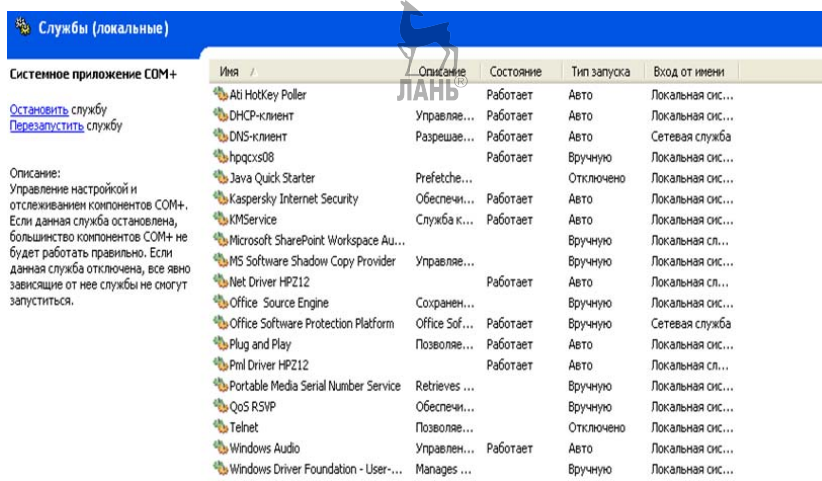 Службы (локальные)
Системное приложение COM+
Остановить службу
Перезапустить службу
Описание:
Управление настройкой и
отслеживанием компонентов COM+.
Если данная служба остановлена,
большинство компонентов COM+ не
будет работать правильно. Если
данная служба отключена, все явно
зависящие от нее службы не смогут
запуститься.
Имя Описание Состояние Тип запуска Вход от имени
ЛАНЬ®
Ati HotKey Poller Работает Авто Локальная сис...
DHCP-клиент Управляе... Работает Авто Локальная сис...
DNS-клиент Разрешае... Работает Авто Сетевая служба
hpqcxs08 Работает Вручную Локальная сис...
Java Quick Starter Prefetche... Отключено Локальная сис...
Kaspersky Internet Security Обеспечи... Работает Авто Локальная сис...
KMService Служба к... Работает Авто Локальная сис...
Microsoft SharePoint Workspace Au... Вручную Локальная сл...
MS Software Shadow Copy Provider Управляе... Вручную Локальная сис...
Net Driver HPZ12 Работает Авто Локальная сл...
Office Source Engine Сохранен... Вручную Локальная сис...
Office Software Protection Platform Office Sof... Работает Вручную Сетевая служба
Plug and Play Позволяе... Работает Авто Локальная сис...
Pml Driver HPZ12 Работает Авто Локальная сл...
Portable Media Serial Number Service Retrieves ... Вручную Локальная сис...
QoS RSVP Обеспечи... Вручную Локальная сис...
Telnet Позволяе... Отключено Локальная сис...
Windows Audio Управлен... Работает Авто Локальная сис...
Windows Driver Foundation - User-... Manages ... Вручную Локальная сис...